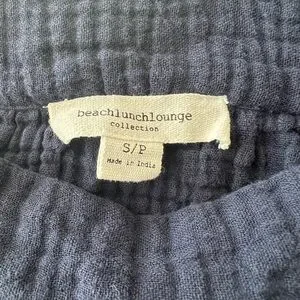 beachlunchlounge
collection
S/P
Made in India